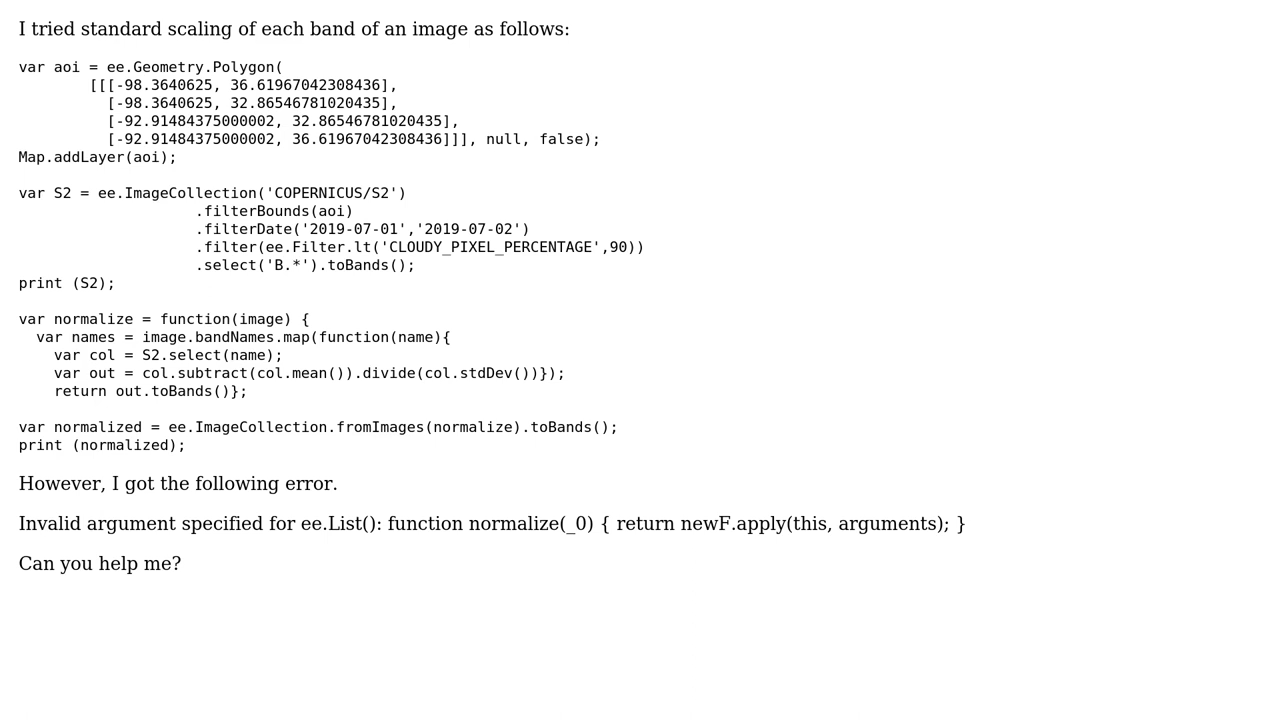 I tried standard scaling of each band of an image as follows:
var aoi = ee.Geometry.Polygon(
        [[[-98.3640625, 36.61967042308436],
          [-98.3640625, 32.86546781020435],
          [-92.91484375000002, 32.86546781020435],
          [-92.91484375000002, 36.61967042308436]]], null, false);
Map.addLayer(aoi);
var S2 = ee.ImageCollection('COPERNICUS/S2')
                    .filterBounds(aoi)
                    .filterDate('2019-07-01','2019-07-02')
                    .filter(ee.Filter.lt('CLOUDY_PIXEL_PERCENTAGE',90))
                    .select('B.*').toBands();
print (S2);
var normalize = function(image) {
  var names = image.bandNames.map(function(name){
    var col = S2.select(name);
    var out = col.subtract(col.mean()).divide(col.stdDev())});
    return out.toBands()};
var normalized = ee.ImageCollection.fromImages(normalize).toBands();
print (normalized);
However, I got the following error.
Invalid argument specified for ee.List(): function normalize(_0) { return newF.apply(this, arguments); }
Can you help me?